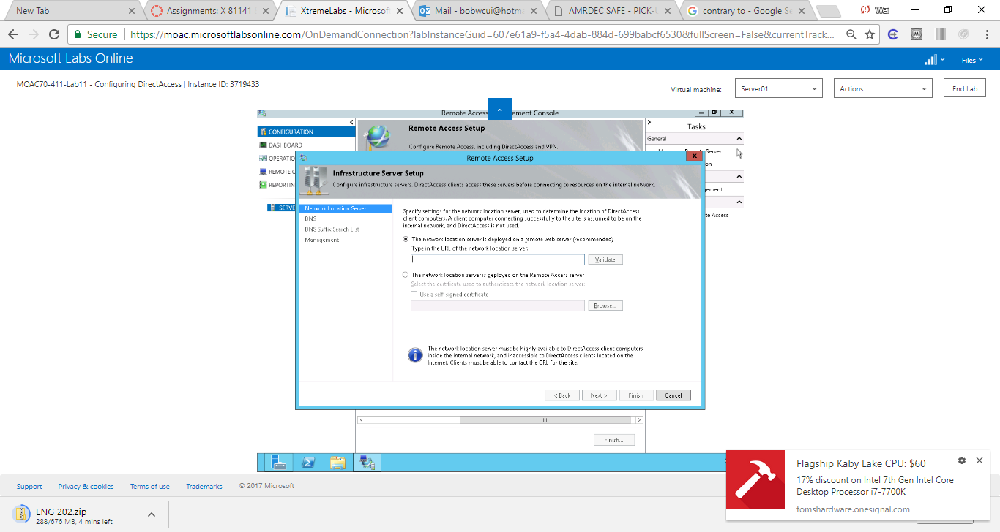 New Tab
Assignments: X 81141
XtremeLabs - Microsof
Mail - bobwcui@hotm
AMRDEC SAFE - PICK-
contrary to - Google Se
Wei
Secure
https://moac.microsoftlabsonline.com/OnDemandConnection?labInstanceGuid=607e61a9-f5a4-4dab-884d-699babcf6530&fullScreen=False&currentTrack...
Microsoft Labs Online
Files
MOAC70-411-Lab11 - Configuring DirectAccess | Instance ID: 3719433
Virtual machine:
Server01
Actions
End Lab
Remote Access
ement Console
CONFIGURATION
DASHBOARD
OPERATIO
REMOTE C
REPORTIN
SERVE
Remote Access Setup
Configure Remote Access, including DirectAccess and VPN.
Tasks
General
Server
on
ement
te Access
Remote Access Setup
Infrastructure Server Setup
Configure infrastructure servers. DirectAccess clients access these servers before connecting to resources on the internal network.
Network Location Server
DNS
DNS Suffix Search List
Management
Specify settings for the network location server, used to determine the location of DirectAccess
client computers. A client computer connecting successfully to the site is assumed to be on the
internal network, and DirectAccess is not used.
The network location server is deployed on a remote web server (recommended)
Type in the URL of the network location server:
Validate
The network location server is deployed on the Remote Access server
Select the certificate used to authenticate the network location server:
Use a self-signed certificate
Browse...
The network location server must be highly available to DirectAccess client computers
inside the internal network, and inaccessible to DirectAccess clients located on the
Internet. Clients must be able to contact the CRL for the site.
< Back
Next >
Finish
Cancel
Finish...
Support
Privacy & cookies
Terms of use
Trademarks
© 2017 Microsoft
Flagship Kaby Lake CPU: $60
17% discount on Intel 7th Gen Intel Core
Desktop Processor i7-7700K
tomshardware.onesignal.com
ENG 202.zip
288/676 MB, 4 mins left